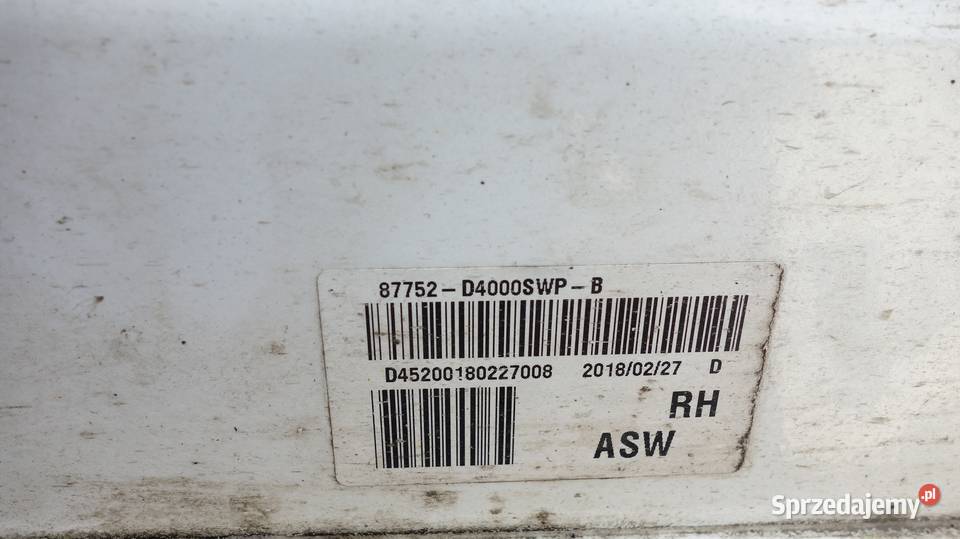 87752-D4000SWP-B
D45200180227008 2018/02/27 D
RH
ASW
Sprzedajemy.pl